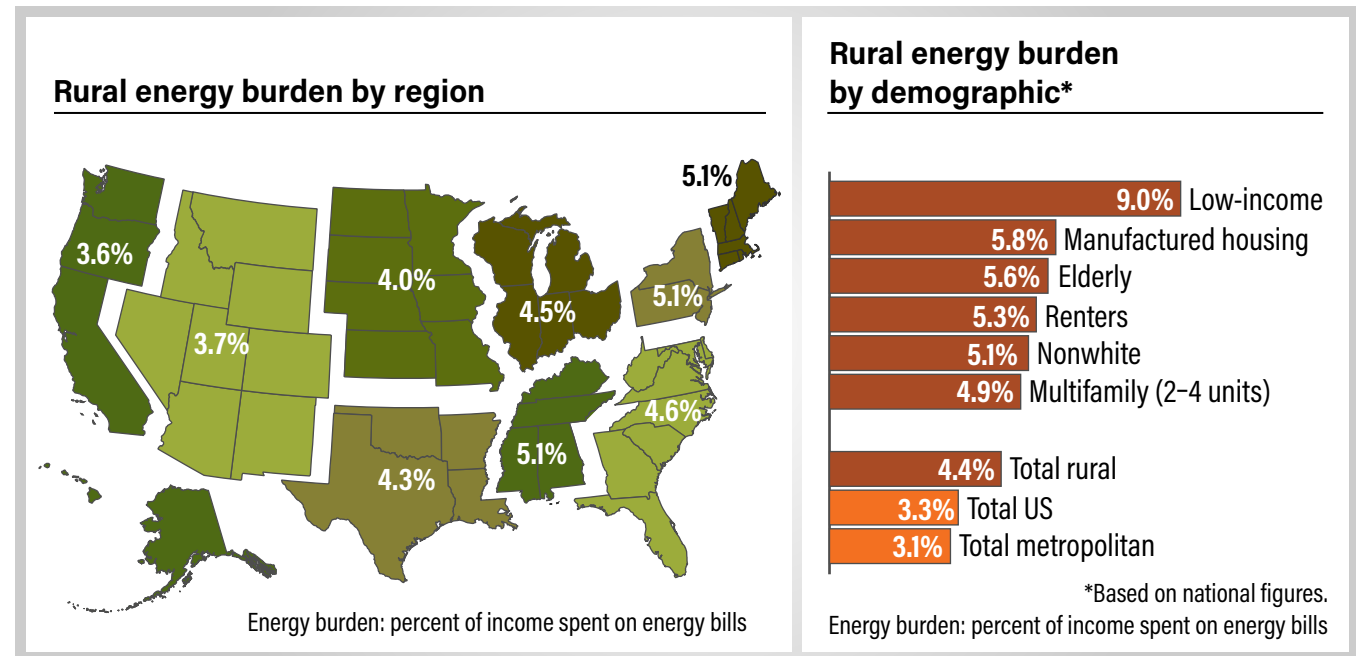 Rural energy burden by region
5.1%
3.6%
4.0%
5.1%
4.5%
3.7%
4.6%
5.1%
4.3%
Energy burden: percent of income spent on energy bills
Rural energy burden
by demographic*
9.0% Low-income
5.8% Manufactured housing
5.6% Elderly
5.3% Renters
5.1% Nonwhite
4.9% Multifamily (2–4 units)
4.4% Total rural
3.3% Total US
3.1% Total metropolitan
*Based on national figures.
Energy burden: percent of income spent on energy bills